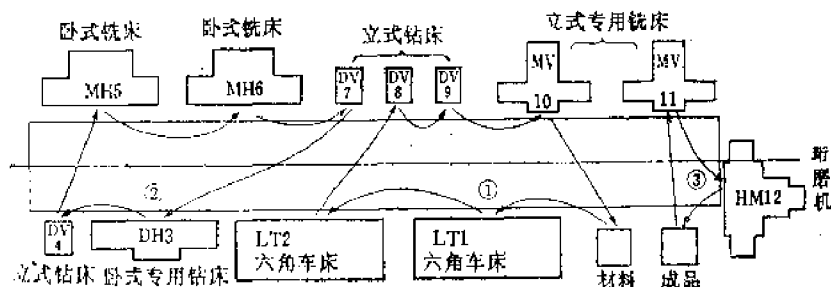 卧式铣床
卧式铣床
立式钻床
立式专用铣床
MH5
MH6
DV
7
DV
8
DV
9
MV
10
MV
11
②
①
③
珩磨机
HM12
DV
4
DH3
LT2
六角车床
LT1
六角车床
立式钻床
卧式专用钻床
材料
成品